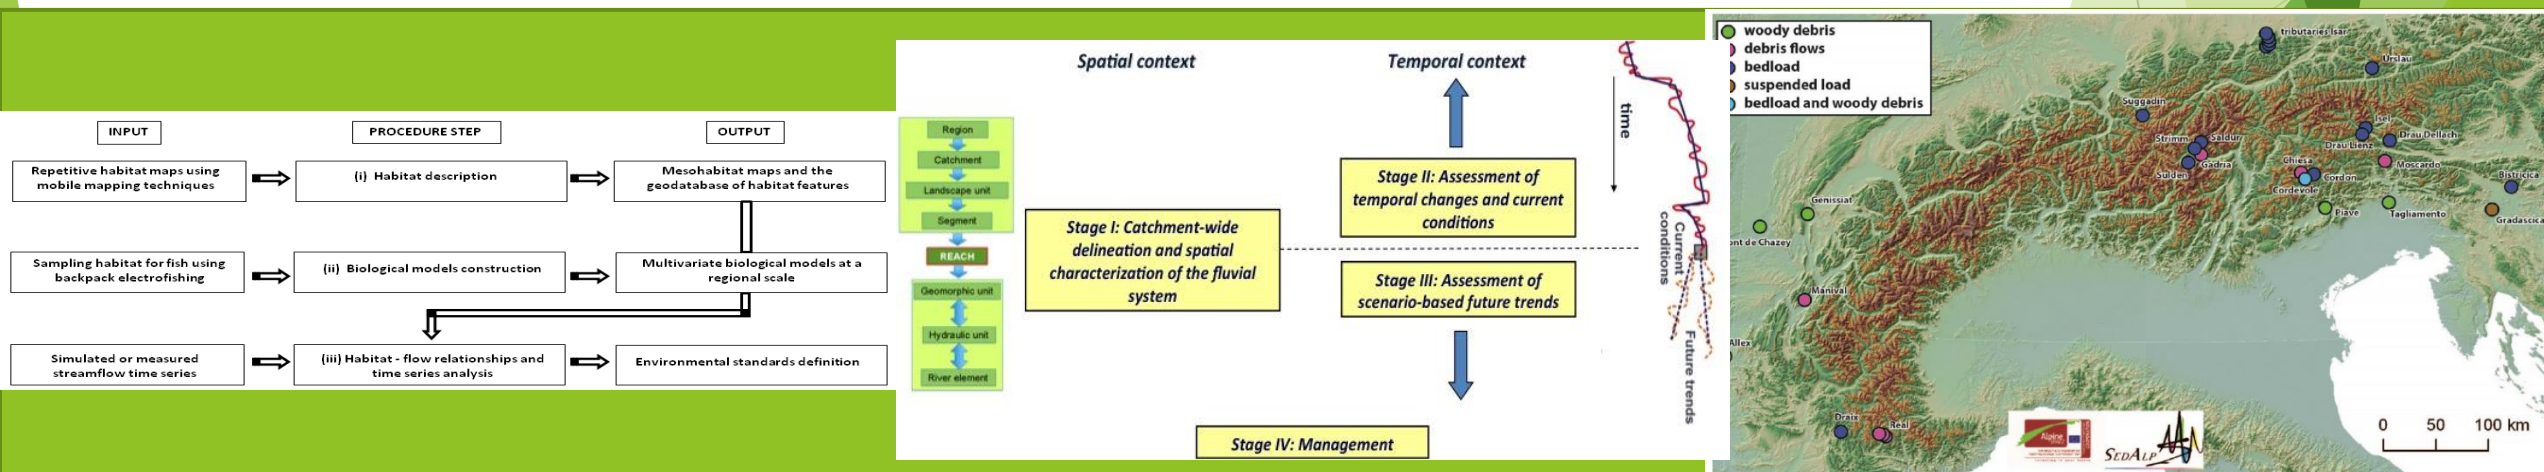 INPUT
PROCEDURE STEP
OUTPUT
Repetitive habitat maps using
mobile mapping techniques
(i) Habitat description
Mesohabitat maps and the
geodatabase of habitat features
Sampling habitat for fish using
backpack electrofishing
(ii) Biological models construction
Multivariate biological models at a
regional scale
Simulated or measured
streamflow time series
(iii) Habitat - flow relationships and
time series analysis
Environmental standards definition
Spatial context
Temporal context
Region
Catchment
Landscape unit
Segment
REACH
Geomorphic unit
Hydraulic unit
River element
Stage I: Catchment-wide
delineation and spatial
characterization of the fluvial
system
Stage II: Assessment of
temporal changes and current
conditions
Stage III: Assessment of
scenario-based future trends
Stage IV: Management
time
Current
conditions
Future trends
woody debris
debris flows
bedload
suspended load
bedload and woody debris
tributaries Isar
Urslau
Suggadin
Isel
Strimm
Saldur
Drau Dellach
Drau Lienz
Gadria
Chiesa
Moscardo
Sulden
Cordon
Bistricica
Cordevole
Genissiat
Piave
Tagliamento
Gradascica
ont de Chazey
Manival
Allex
Draix
Real
Alpine
SEDALP
0 50 100 km